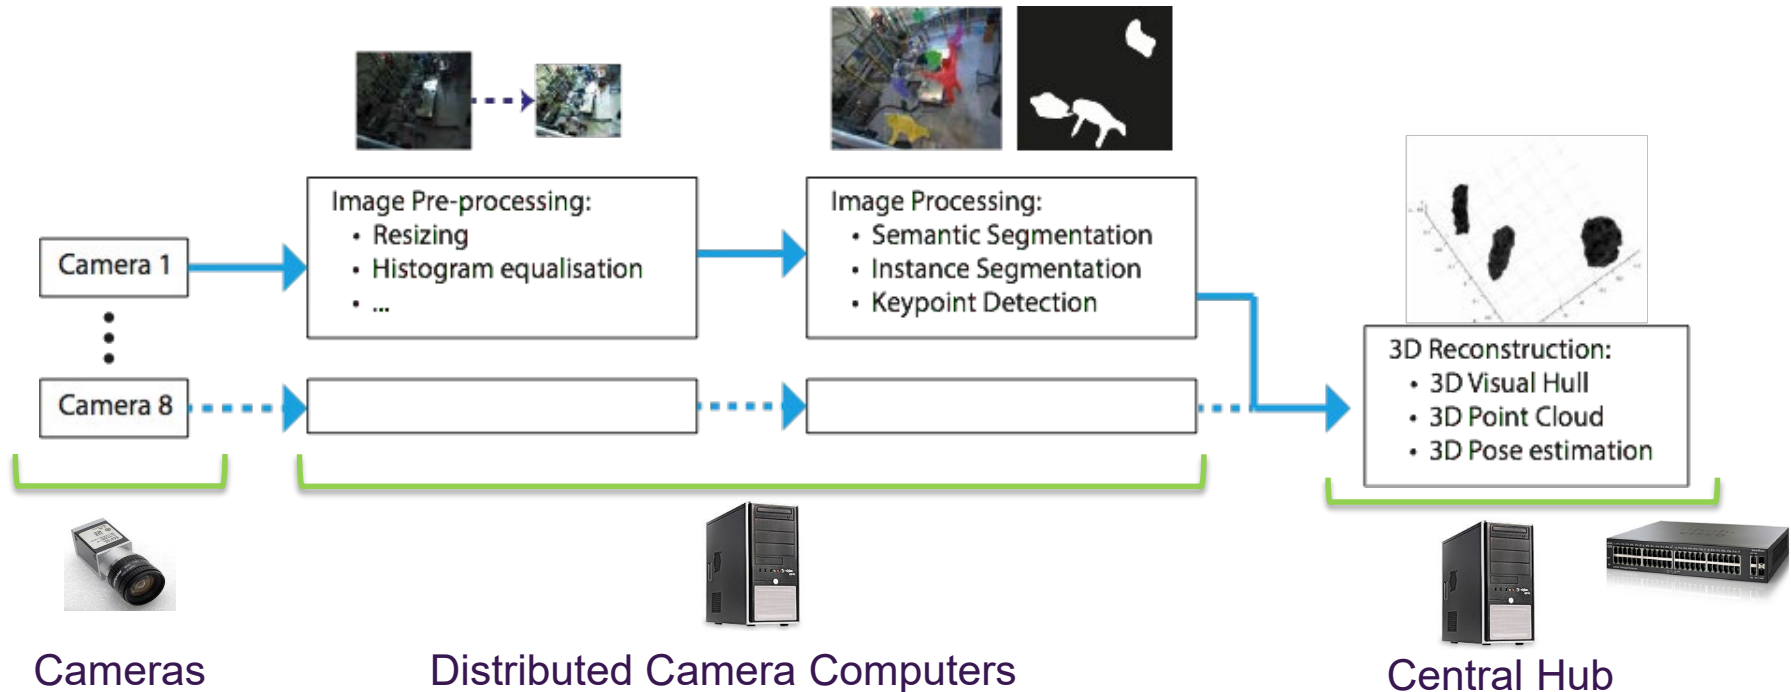 Camera 1
Camera 8
Image Pre-processing:
• Resizing
• Histogram equalisation
• ...
Image Processing:
• Semantic Segmentation
• Instance Segmentation
• Keypoint Detection
3D Reconstruction:
• 3D Visual Hull
• 3D Point Cloud
• 3D Pose estimation
Cameras
Distributed Camera Computers
Central Hub